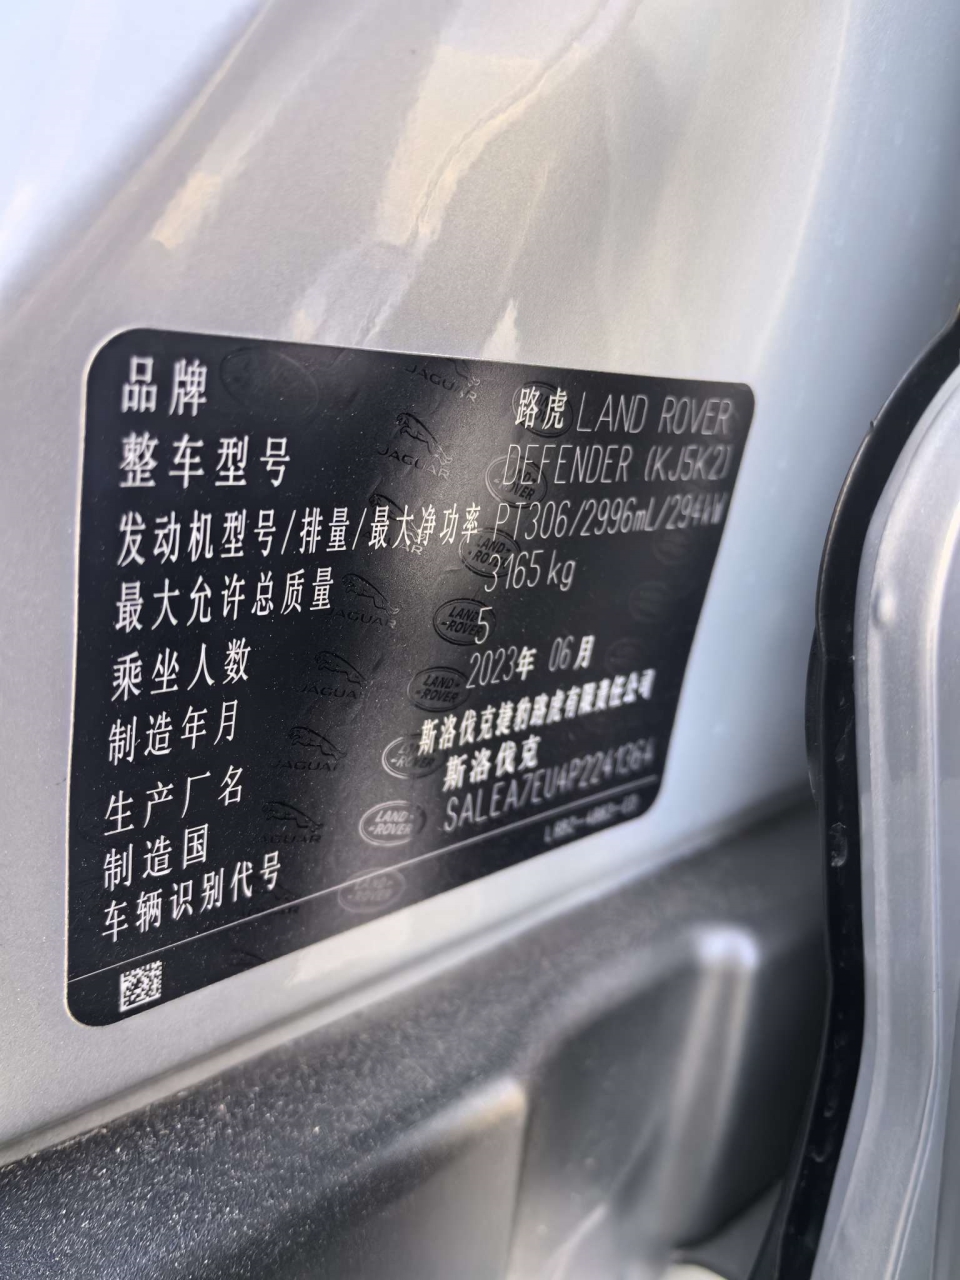 品牌 路虎 LAND ROVER
整车型号 DEFENDER (KJ5K2)
发动机型号/排量/最大净功率 PT306/2996mL/294kW
最大允许总质量 3165 kg
乘坐人数 5
制造年月 2023年 06月
生产厂名 斯洛伐克捷豹路虎有限责任公司
制造国 斯洛伐克
车辆识别代号 SALEA7EU4P2241364
JAGUAR
LAND ROVER